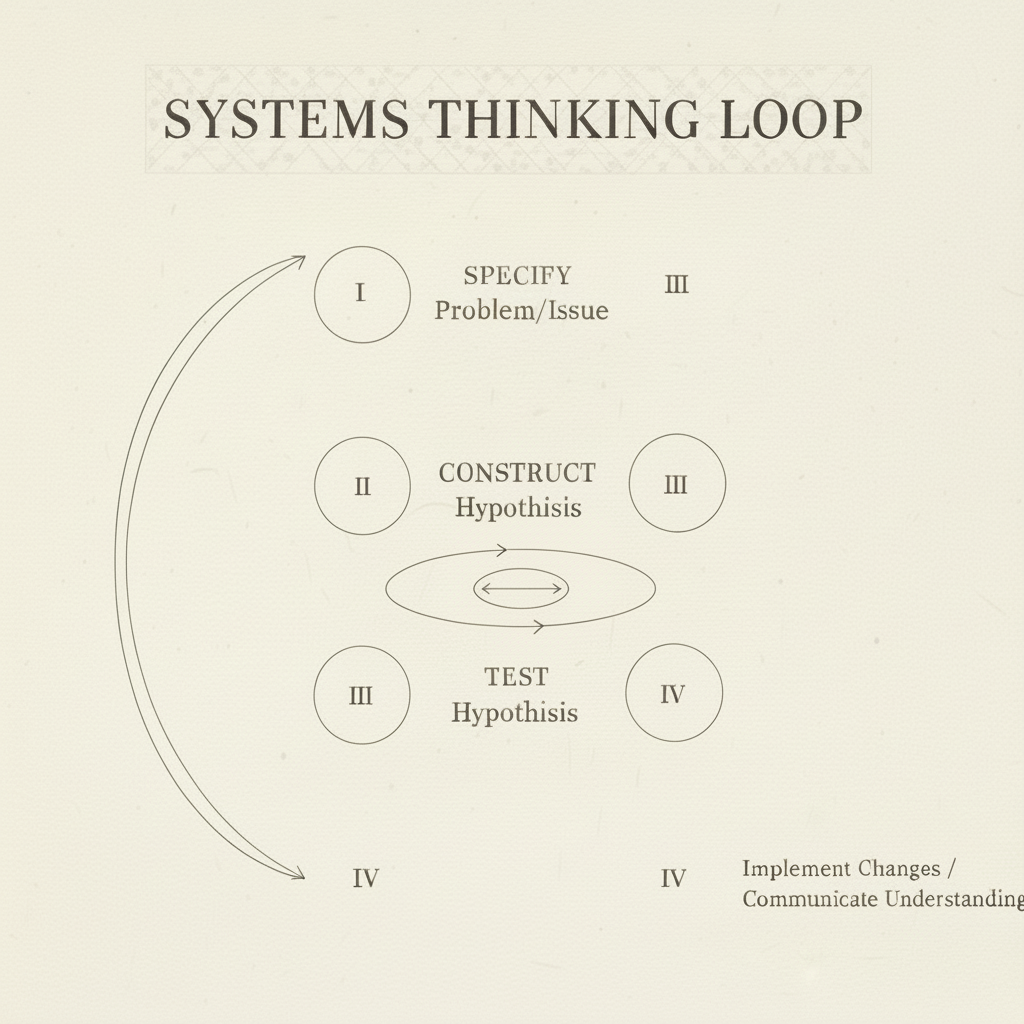 SYSTEMS THINKING LOOP
I
SPECIFY
Problem/Issue
III
II
CONSTRUCT
Hypothisis
III
III
TEST
Hypothisis
IV
IV
IV
Implement Changes /
Communicate Understanding